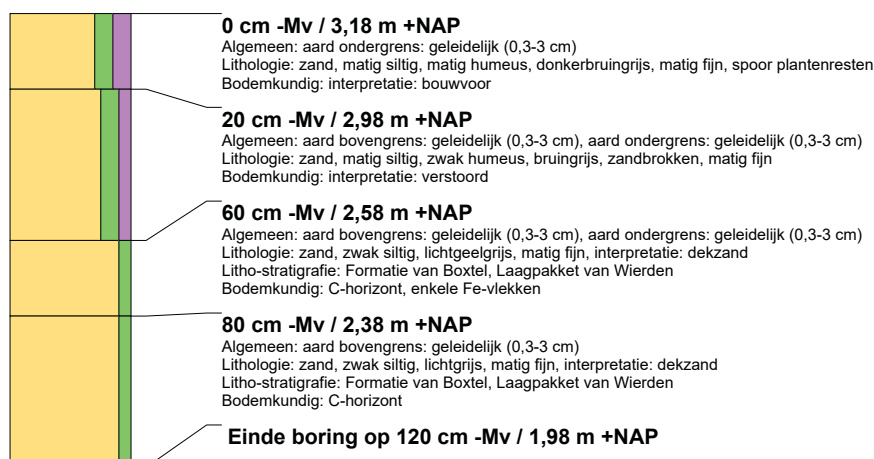 0 cm -Mv / 3,18 m +NAP
Algemeen: aard ondergrens: geleidelijk (0,3-3 cm)
Lithologie: zand, matig siltig, matig humeus, donkerbruingrijs, matig fijn, spoor plantenresten
Bodemkundig: interpretatie: bouwvoor
20 cm -Mv / 2,98 m +NAP
Algemeen: aard bovengrens: geleidelijk (0,3-3 cm), aard ondergrens: geleidelijk (0,3-3 cm)
Lithologie: zand, matig siltig, zwak humeus, bruingrijs, zandbrokken, matig fijn
Bodemkundig: interpretatie: verstoord
60 cm -Mv / 2,58 m +NAP
Algemeen: aard bovengrens: geleidelijk (0,3-3 cm), aard ondergrens: geleidelijk (0,3-3 cm)
Lithologie: zand, zwak siltig, lichtgeelgrijs, matig fijn, interpretatie: dekzand
Litho-stratigrafie: Formatie van Boxtel, Laagpakket van Wierden
Bodemkundig: C-horizont, enkele Fe-vlekken
80 cm -Mv / 2,38 m +NAP
Algemeen: aard bovengrens: geleidelijk (0,3-3 cm)
Lithologie: zand, zwak siltig, lichtgrijs, matig fijn, interpretatie: dekzand
Litho-stratigrafie: Formatie van Boxtel, Laagpakket van Wierden
Bodemkundig: C-horizont
Einde boring op 120 cm -Mv / 1,98 m +NAP